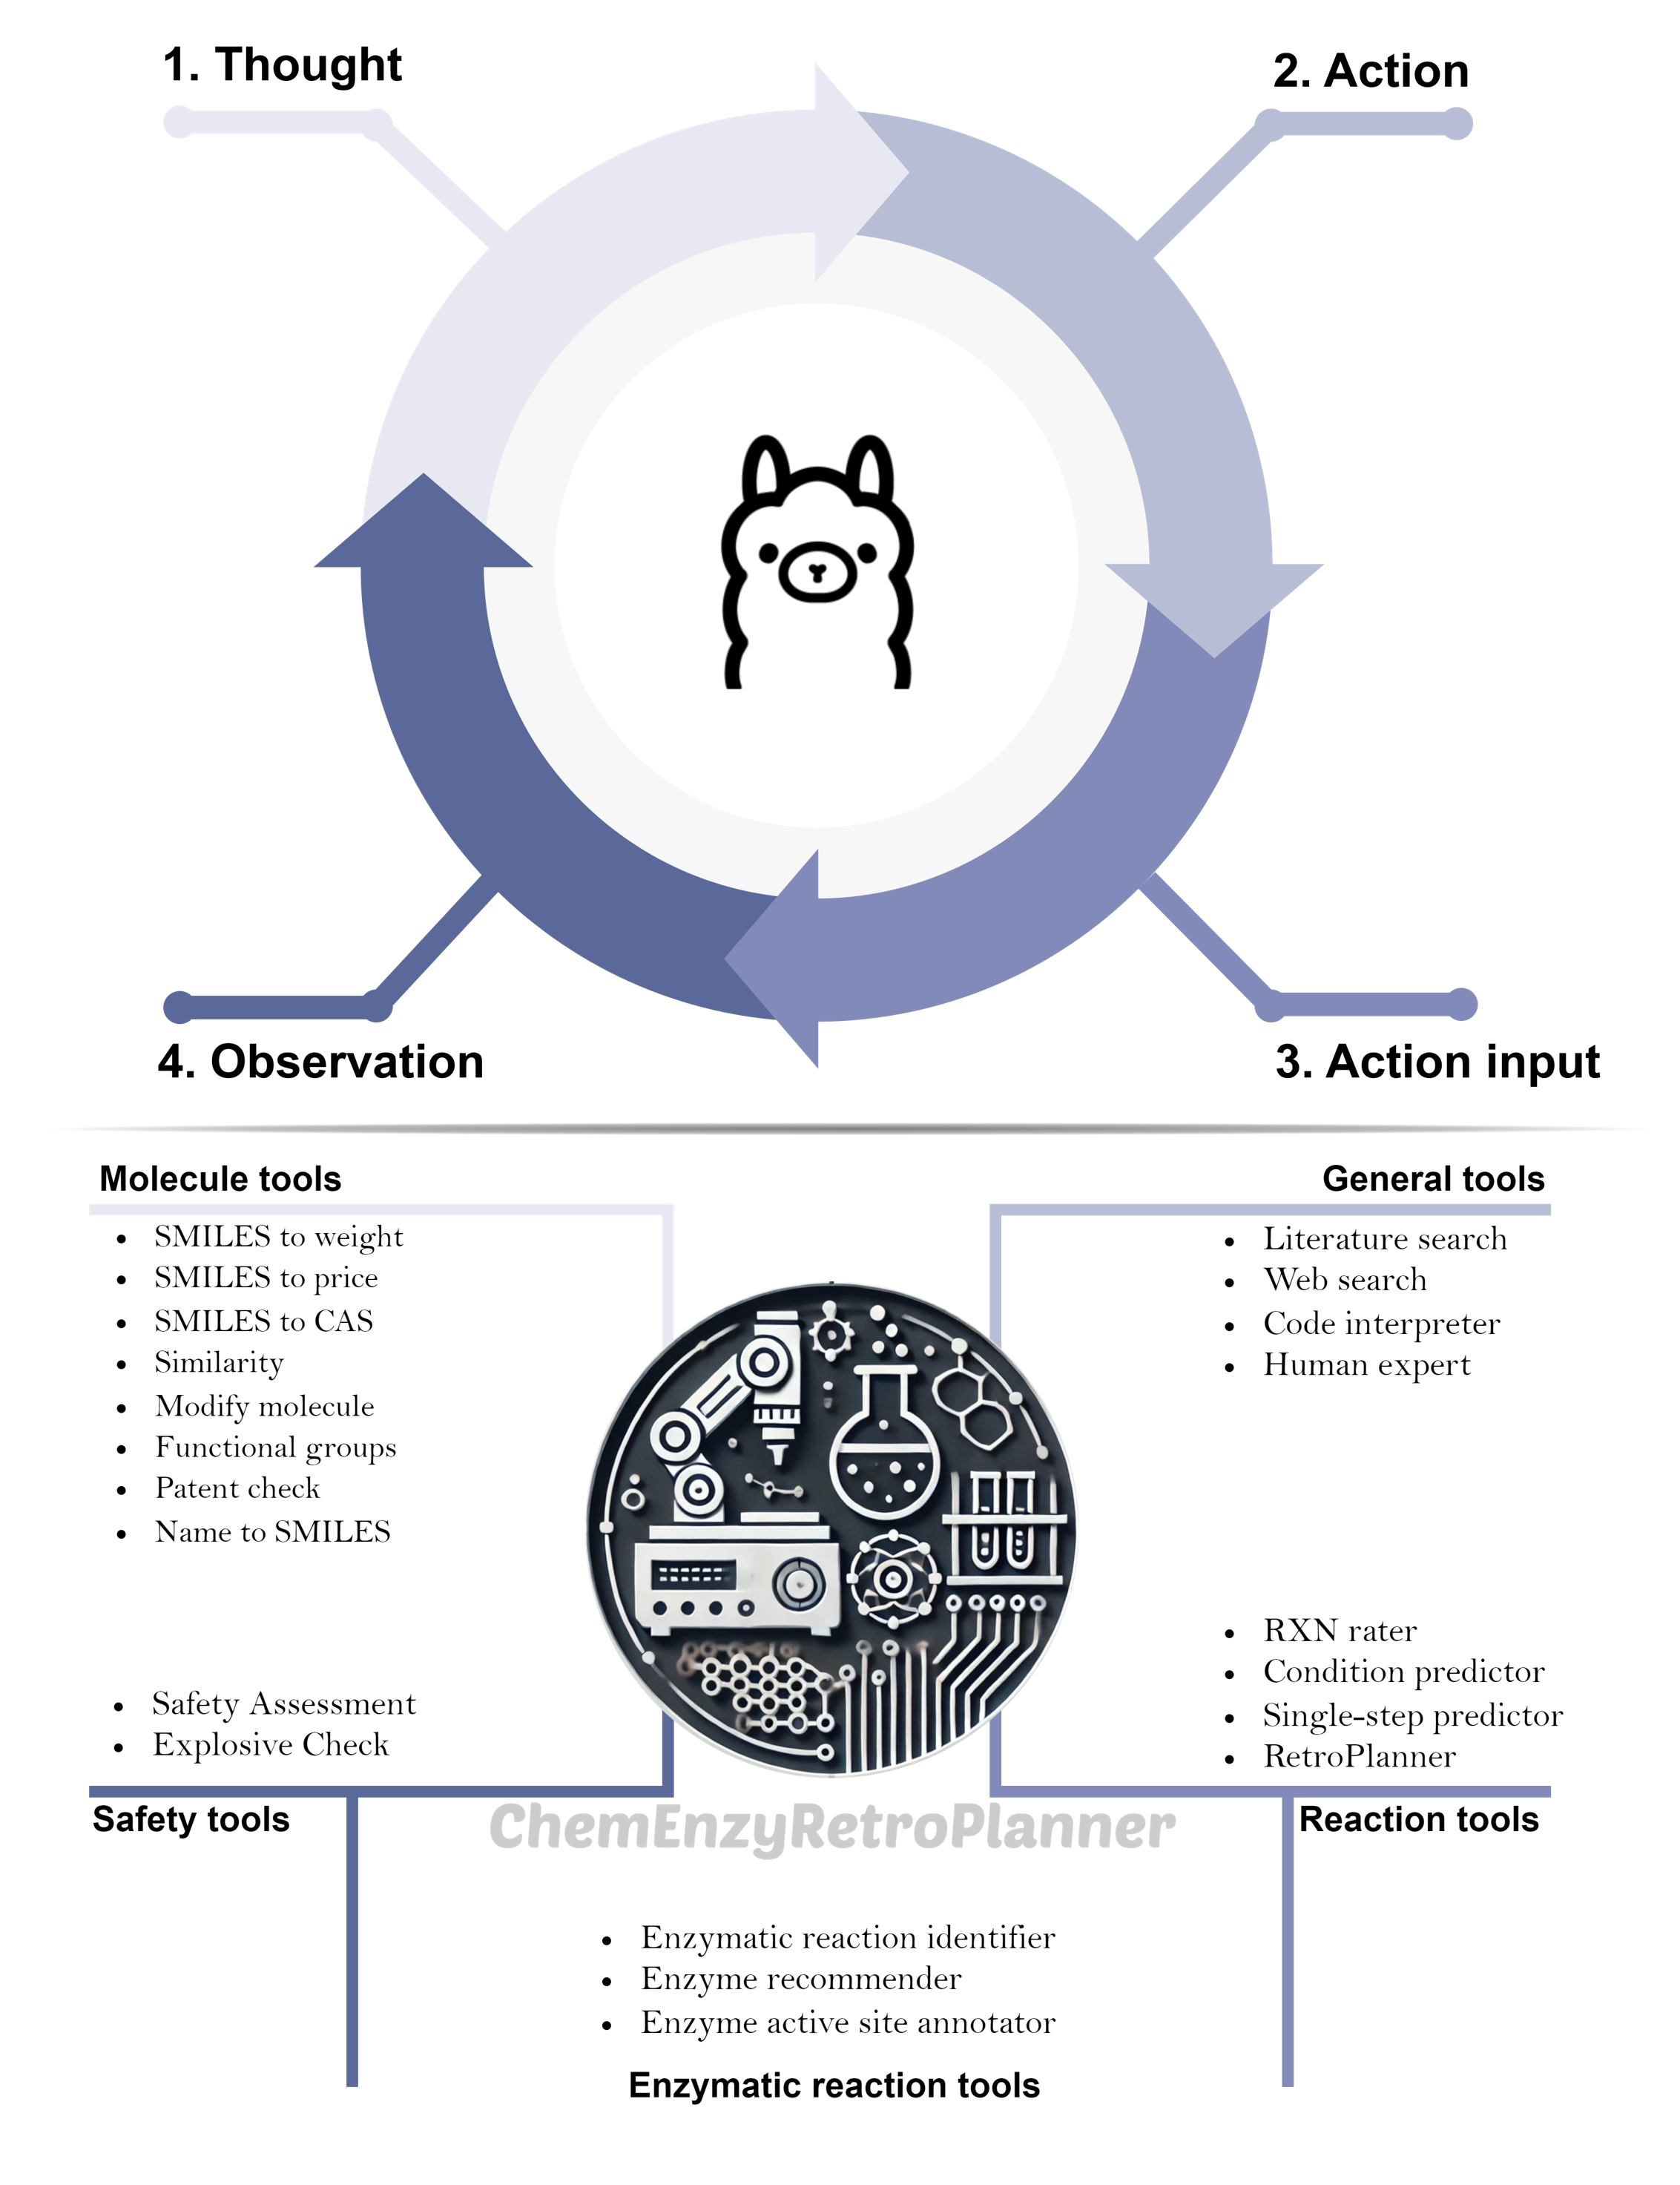 1. Thought
2. Action
4. Observation
3. Action input
Molecule tools
SMILES to weight
SMILES to price
SMILES to CAS
Similarity
Modify molecule
Functional groups
Patent check
Name to SMILES
General tools
Literature search
Web search
Code interpreter
Human expert
Safety Assessment
Explosive Check
Safety tools
RXN rater
Condition predictor
Single-step predictor
RetroPlanner
Reaction tools
ChemEnzyRetroPlanner
Enzymatic reaction identifier
Enzyme recommender
Enzyme active site annotator
Enzymatic reaction tools